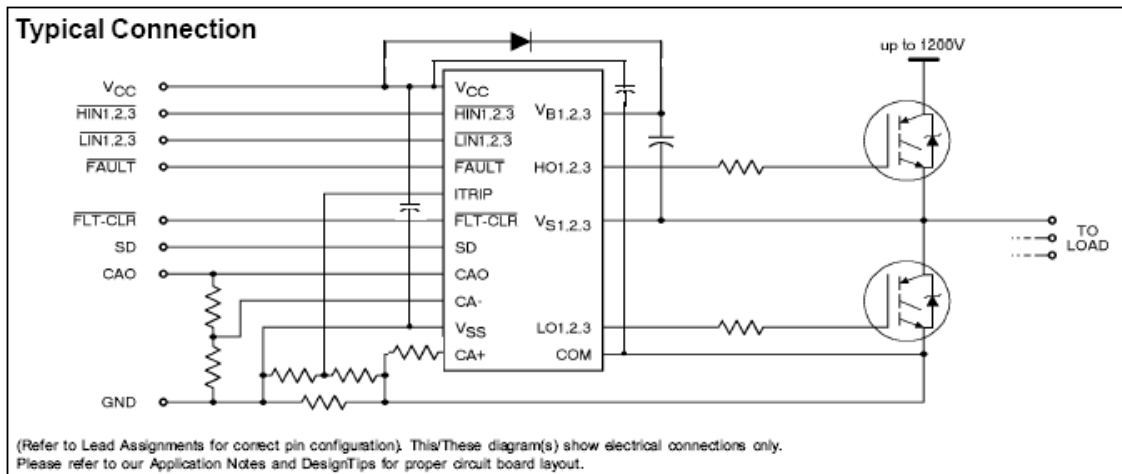 Typical Connection
up to 1200V
VCC
HIN1,2,3
LIN1,2,3
FAULT
FLT-CLR
SD
CAO
GND
VCC
HIN1,2,3
LIN1,2,3
FAULT
ITRIP
FLT-CLR
SD
CAO
CA-
VSS
CA+
VB1,2,3
HO1,2,3
VS1,2,3
LO1,2,3
COM
TO
LOAD
(Refer to Lead Assignments for correct pin configuration). This/These diagram(s) show electrical connections only.
Please refer to our Application Notes and DesignTips for proper circuit board layout.